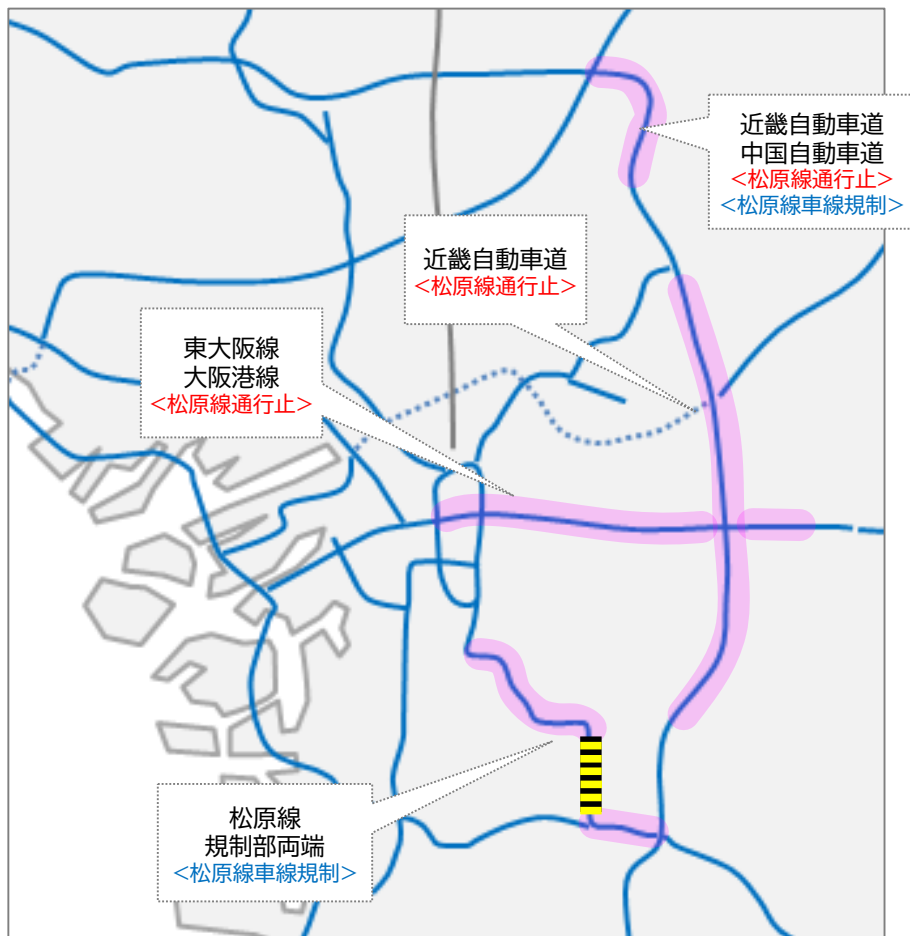 近畿自動車道
中国自動車道
<松原線通行止>
<松原線車線規制>
近畿自動車道
<松原線通行止>
東大阪線
大阪港線
<松原線通行止>
松原線
規制部両端
<松原線車線規制>